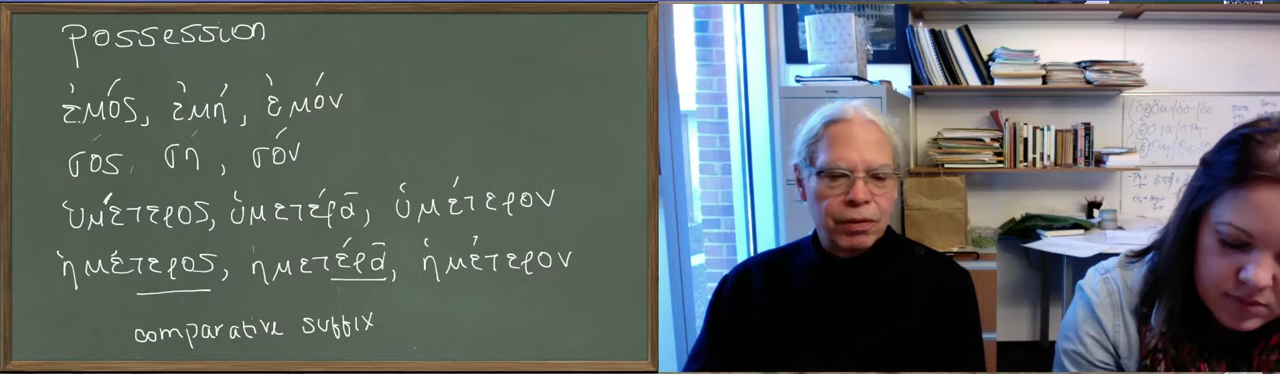 Possession
ἐμός, ἐμή, ἐμόν
σός, σή, σόν
ὑμέτερος, ὑμετέρᾱ, ὑμέτερον
ἡμέτερος, ἡμετέρᾱ, ἡμέτερον
comparative suffix